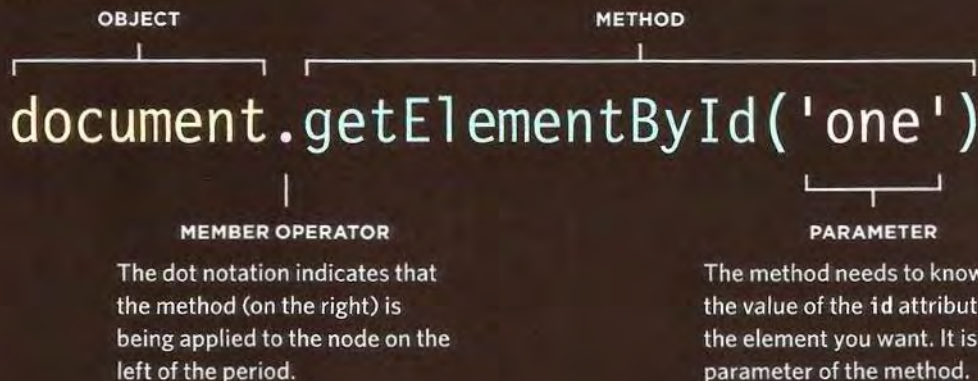 OBJECT
METHOD
document.getElementById('one')
MEMBER OPERATOR
The dot notation indicates that
the method (on the right) is
being applied to the node on the
left of the period.
PARAMETER
The method needs to know
the value of the id attribut
the element you want. It is
parameter of the method.